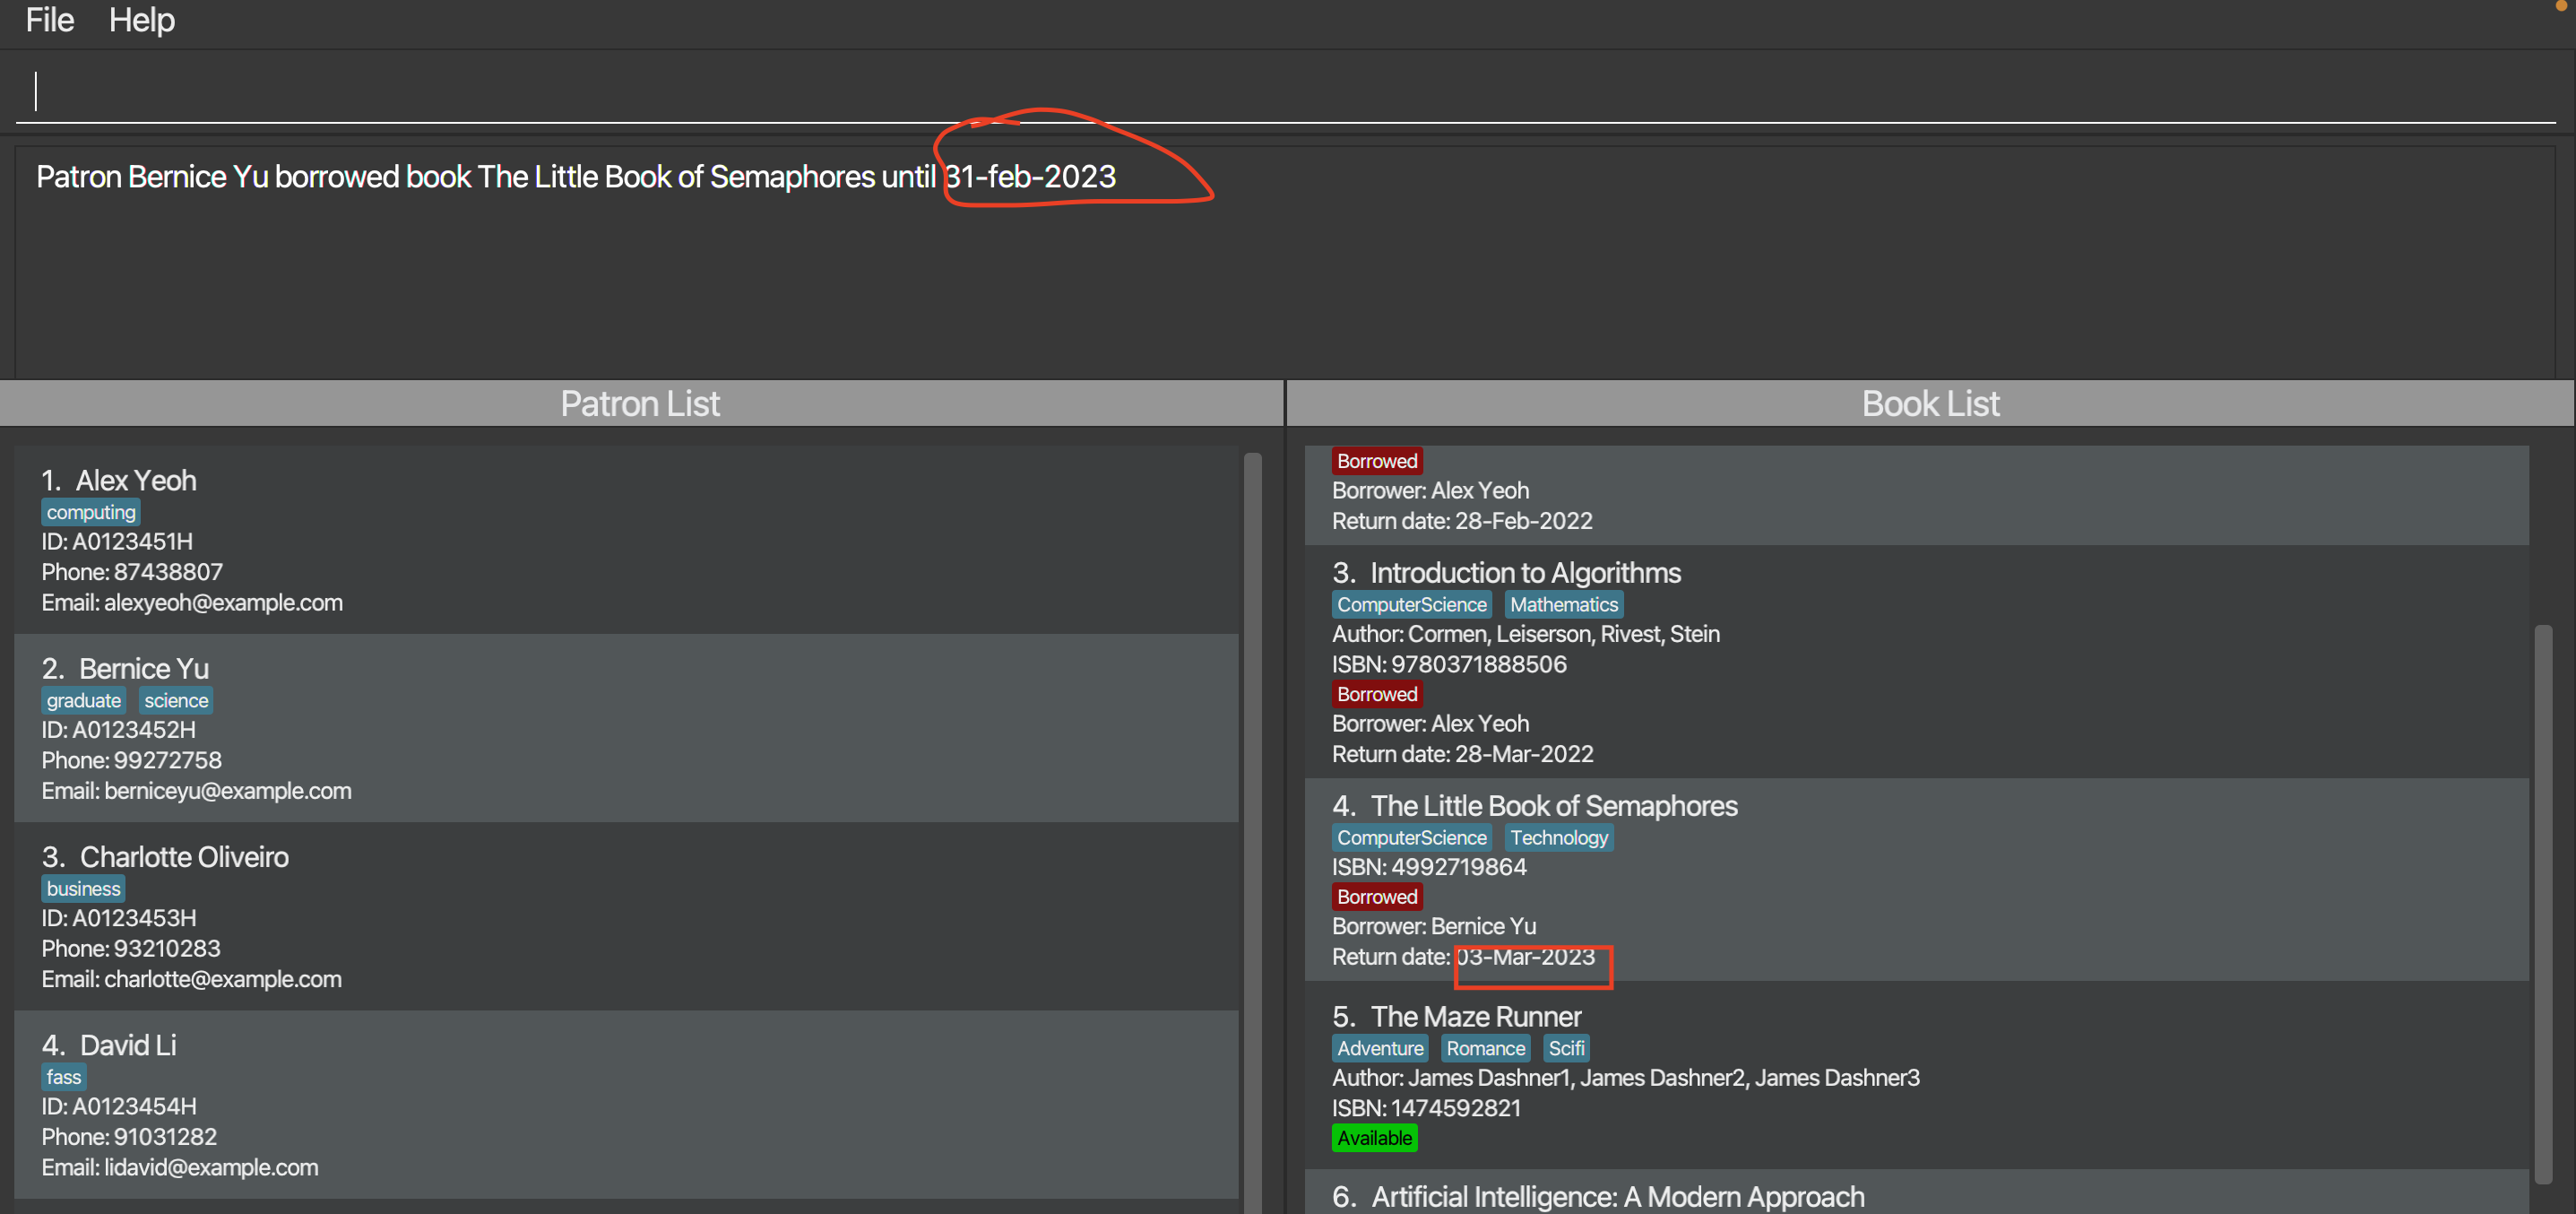 File Help
Patron Bernice Yu borrowed book The Little Book of Semaphores until 31-feb-2023
Patron List
1. Alex Yeoh
computing
ID: A0123451H
Phone: 87438807
Email: alexyeoh@example.com
2. Bernice Yu
graduate science
ID: A0123452H
Phone: 99272758
Email: berniceyu@example.com
3. Charlotte Oliveiro
business
ID: A0123453H
Phone: 93210283
Email: charlotte@example.com
4. David Li
fass
ID: A0123454H
Phone: 91031282
Email: lidavid@example.com
Book List
Borrowed
Borrower: Alex Yeoh
Return date: 28-Feb-2022
3. Introduction to Algorithms
ComputerScience Mathematics
Author: Cormen, Leiserson, Rivest, Stein
ISBN: 9780371888506
Borrowed
Borrower: Alex Yeoh
Return date: 28-Mar-2022
4. The Little Book of Semaphores
ComputerScience Technology
ISBN: 4992719864
Borrowed
Borrower: Bernice Yu
Return date: 03-Mar-2023
5. The Maze Runner
Adventure Romance Scifi
Author: James Dashner1, James Dashner2, James Dashner3
ISBN: 1474592821
Available
6. Artificial Intelligence: A Modern Approach